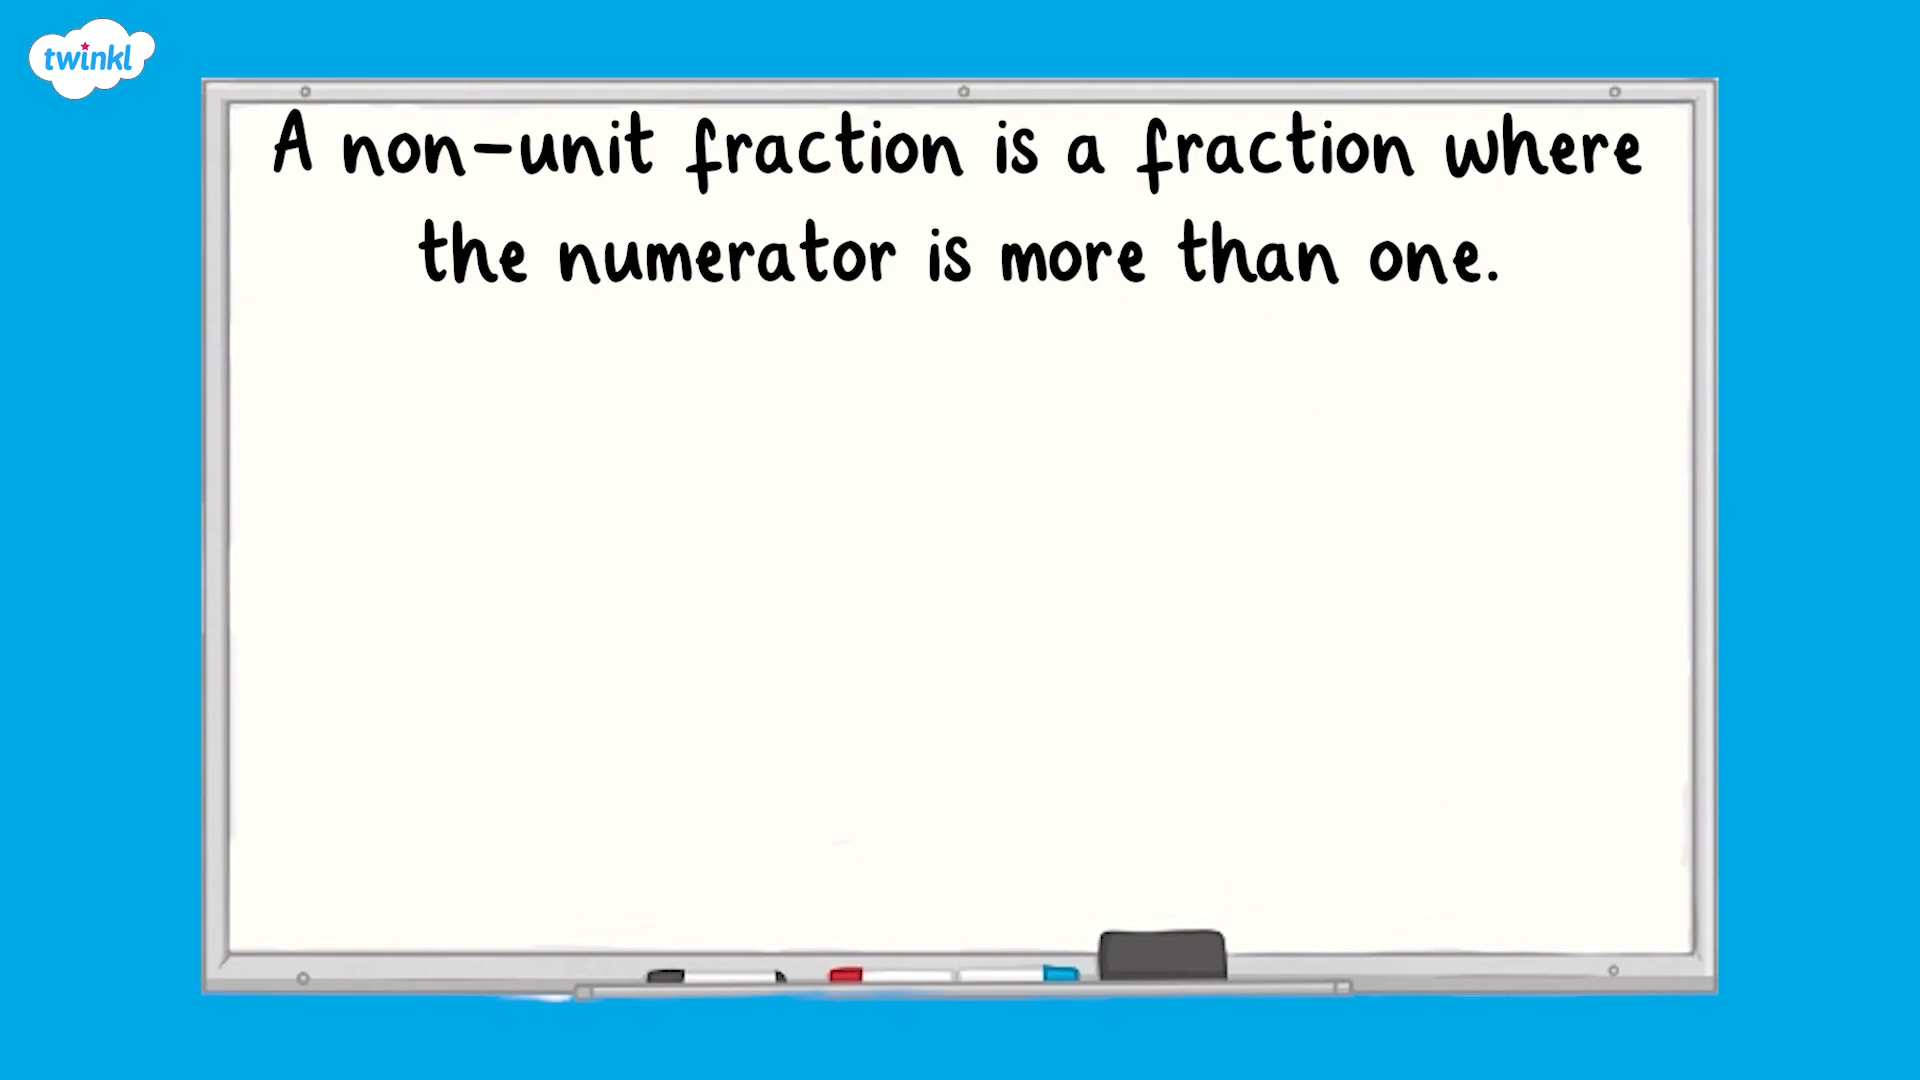 twinkl
A non-unit fraction is a fraction where
the numerator is more than one.